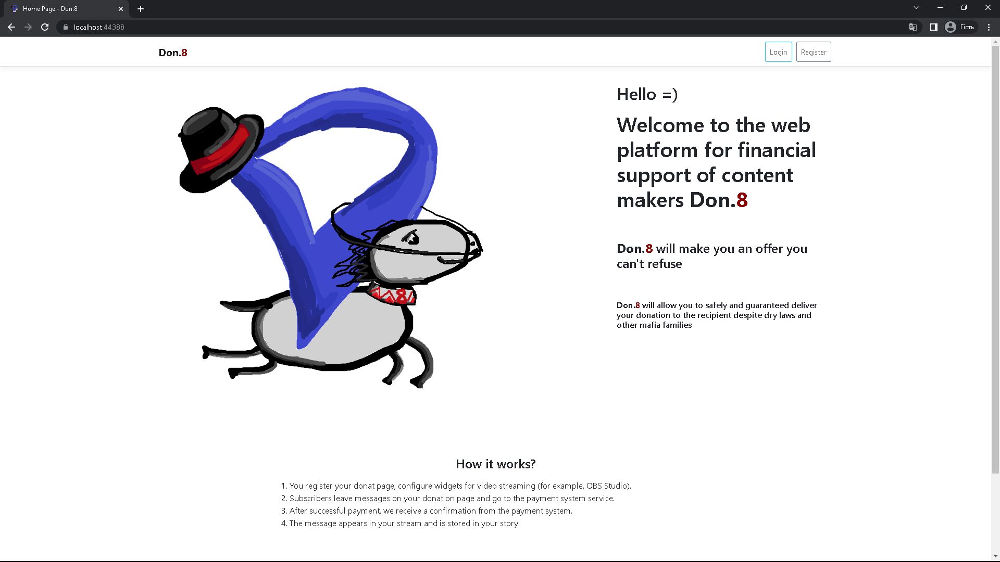 Home Page - Don.8
localhost:44388
Гість
Don.8
Login
Register
Hello =)
Welcome to the web
platform for financial
support of content
makers Don.8
Don.8 will make you an offer you
can't refuse
Don.8 will allow you to safely and guaranteed deliver
your donation to the recipient despite dry laws and
other mafia families
8
How it works?
1. You register your donat page, configure widgets for video streaming (for example, OBS Studio).
2. Subscribers leave messages on your donation page and go to the payment system service.
3. After successful payment, we receive a confirmation from the payment system.
4. The message appears in your stream and is stored in your story.